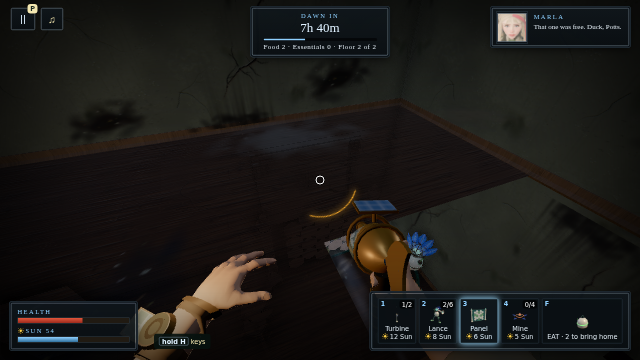 P
DAWN IN
7h 40m
Food 2 · Essentials 0 · Floor 2 of 2
MARLA
That one was free. Duck, Potts.
HEALTH
SUN 54
hold H keys
1 1/2
Turbine
12 Sun
2 2/6
Lance
8 Sun
3
Panel
6 Sun
4 0/4
Mine
5 Sun
F
EAT · 2 to bring home